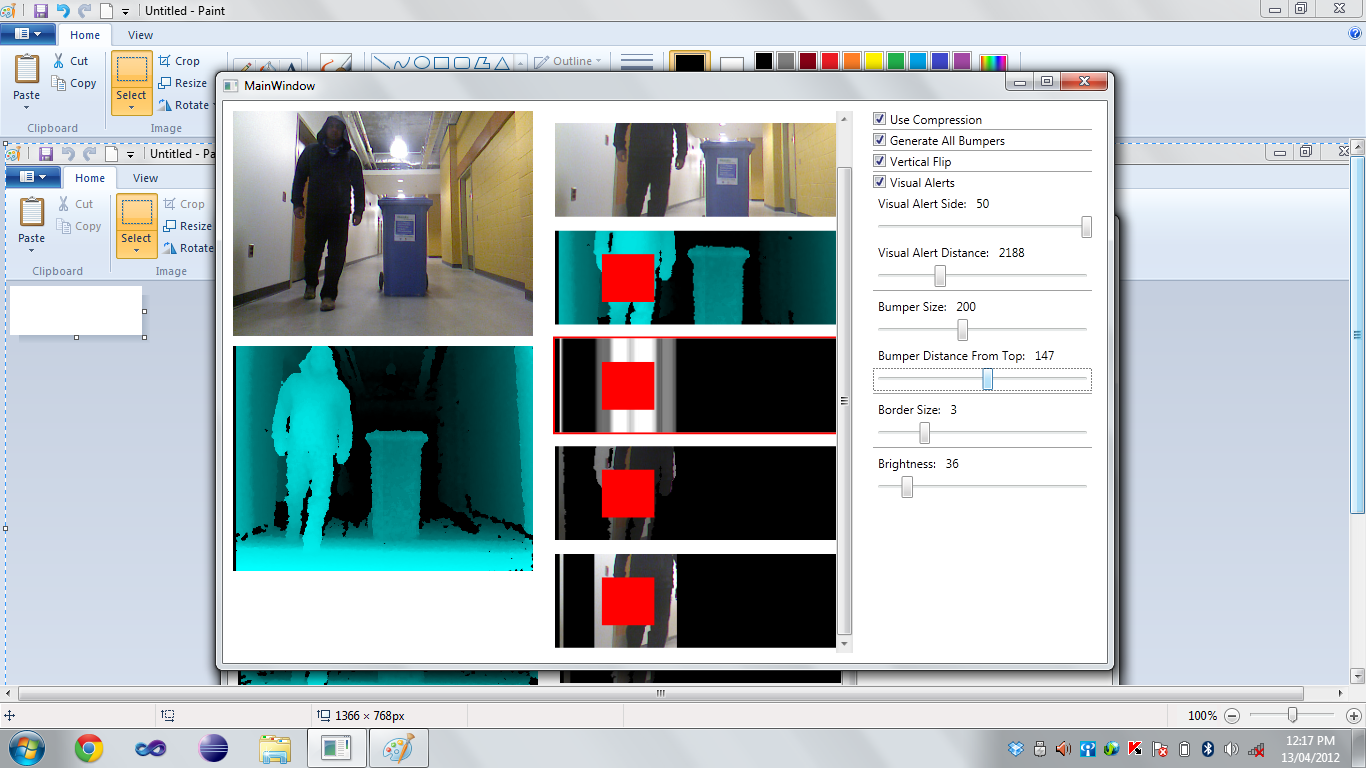 Untitled - Paint
Home
View
Cut
Copy
Paste
Crop
Resize
Rotate
Select
Outline
Clipboard
Image
MainWindow
Untitled - Pa
Home
View
Cut
Copy
Paste
Crop
Resize
Rotate
Select
Clipboard
Image
Use Compression
Generate All Bumpers
Vertical Flip
Visual Alerts
Visual Alert Side: 50
Visual Alert Distance: 2188
Bumper Size: 200
Bumper Distance From Top: 147
Border Size: 3
Brightness: 36
1366 × 768px
100%
12:17 PM
13/04/2012